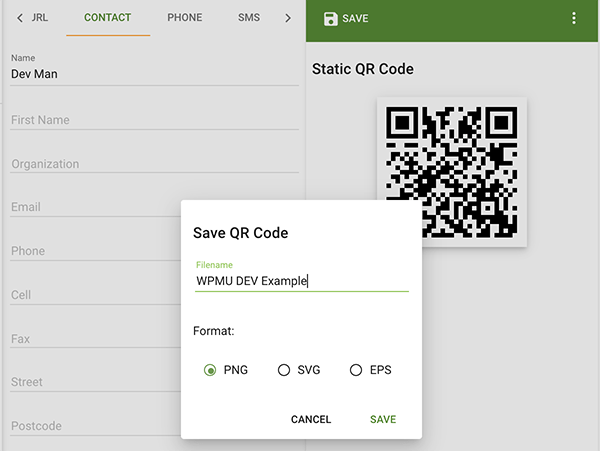 JRL CONTACT PHONE SMS
Name
Dev Man
First Name
Organization
Email
Phone
Cell
Fax
Street
Postcode
SAVE
Static QR Code
Save QR Code
Filename
WPMU DEV Example
Format:
PNG SVG EPS
CANCEL SAVE